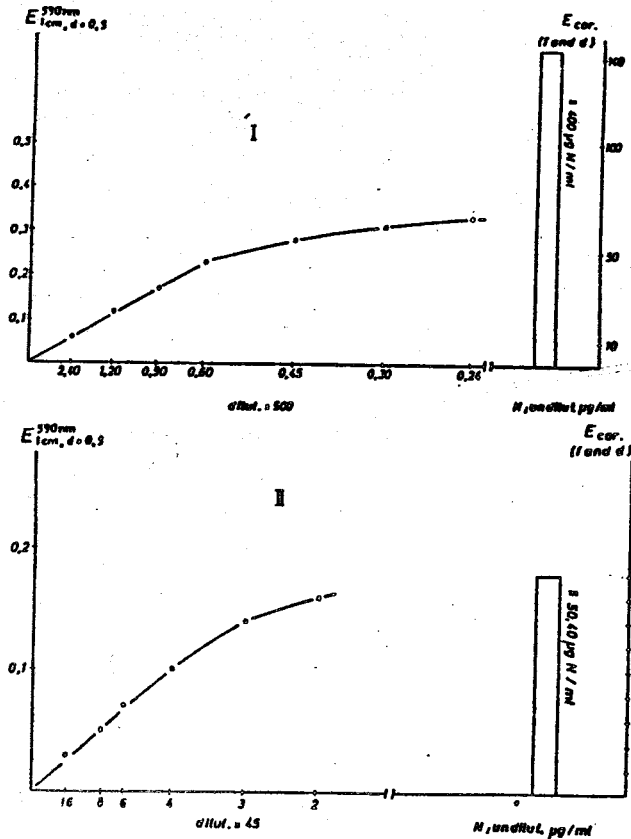 E 590nm 1cm, d=0,5
E cor.
(f and d)
140
I
0,5
0,4
0,3
0,2
0,1
100
50
10
≡ 400 µg N/ml
2,10 1,20 0,90 0,60 0,45 0,30 0,26
dilut. = 500
N, undilut. µg/ml
E 590nm 1cm, d=0,5
E cor.
(f and d)
II
0,2
0,1
≡ 50,40 µg N/ml
16 8 6 4 3 2
dilut. = 45
N, undilut. µg/ml